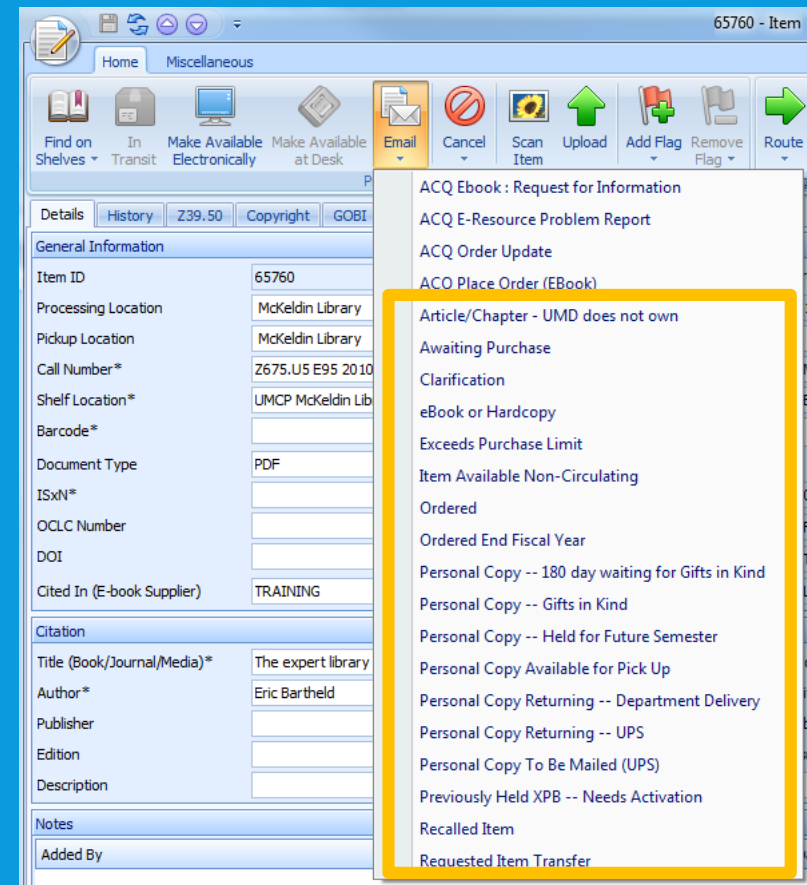 65760 - Item
Home Miscellaneous
Find on Shelves
In Transit
Make Available Electronically
Make Available at Desk
Email
Cancel
Scan Item
Upload
Add Flag
Remove Flag
Route
Details History Z39.50 Copyright GOBI
General Information
Item ID 65760
Processing Location McKeldin Library
Pickup Location McKeldin Library
Call Number* Z675.U5 E95 2010
Shelf Location* UMCP McKeldin
Barcode*
Document Type PDF
ISxN*
OCLC Number
DOI
Cited In (E-book Supplier) TRAINING
Citation
Title (Book/Journal/Media)* The expert library
Author* Eric Bartheld
Publisher
Edition
Description
Notes
Added By
ACQ Ebook : Request for Information
ACQ E-Resource Problem Report
ACQ Order Update
ACQ Place Order (EBook)
Article/Chapter - UMD does not own
Awaiting Purchase
Clarification
eBook or Hardcopy
Exceeds Purchase Limit
Item Available Non-Circulating
Ordered
Ordered End Fiscal Year
Personal Copy -- 180 day waiting for Gifts in Kind
Personal Copy -- Gifts in Kind
Personal Copy -- Held for Future Semester
Personal Copy Available for Pick Up
Personal Copy Returning -- Department Delivery
Personal Copy Returning -- UPS
Personal Copy To Be Mailed (UPS)
Previously Held XPB -- Needs Activation
Recalled Item
Requested Item Transfer